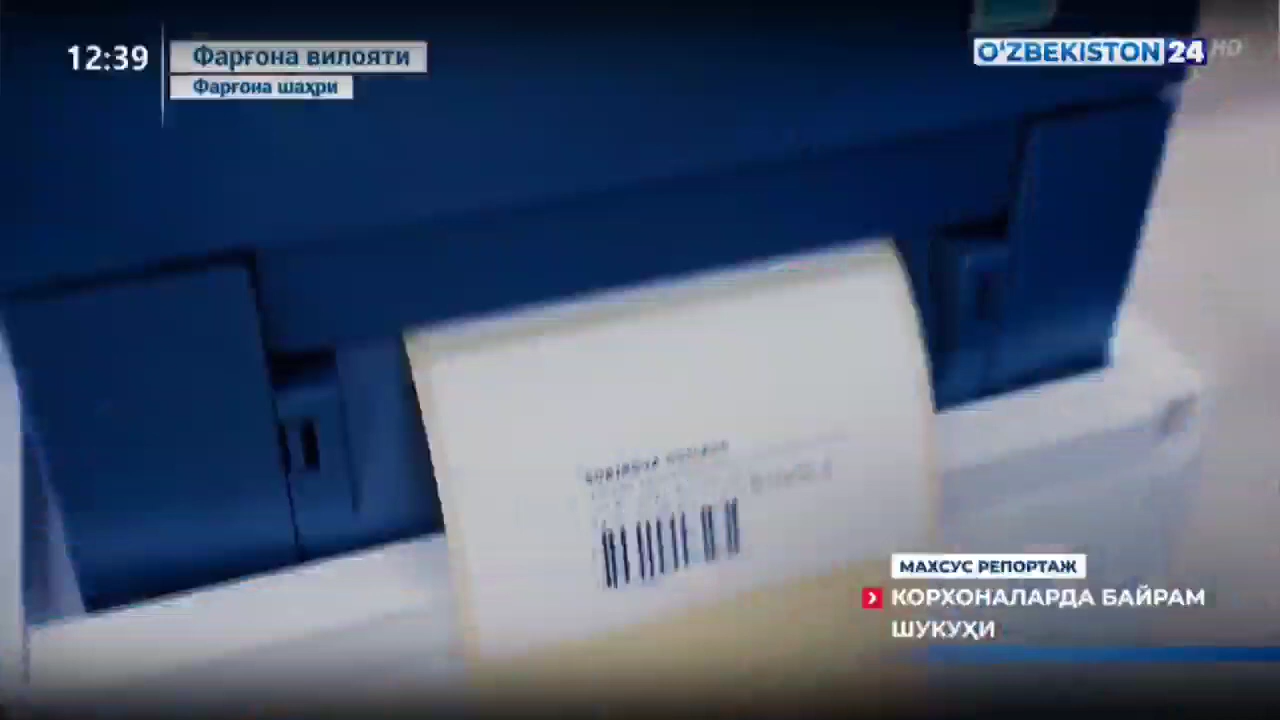 12:39
Фарғона вилояти
Фарғона шаҳри
O'ZBEKISTON 24 HD
МАХСУС РЕПОРТАЖ
КОРХОНАЛАРДА БАЙРАМ
ШУКУҲИ